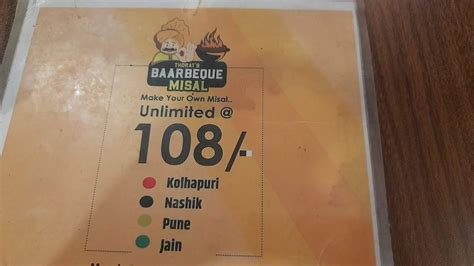 THORAT'S
BAARBEQUE
MISAL
Make Your Own Misal..
Unlimited @
108/-
Kolhapuri
Nashik
Pune
Jain